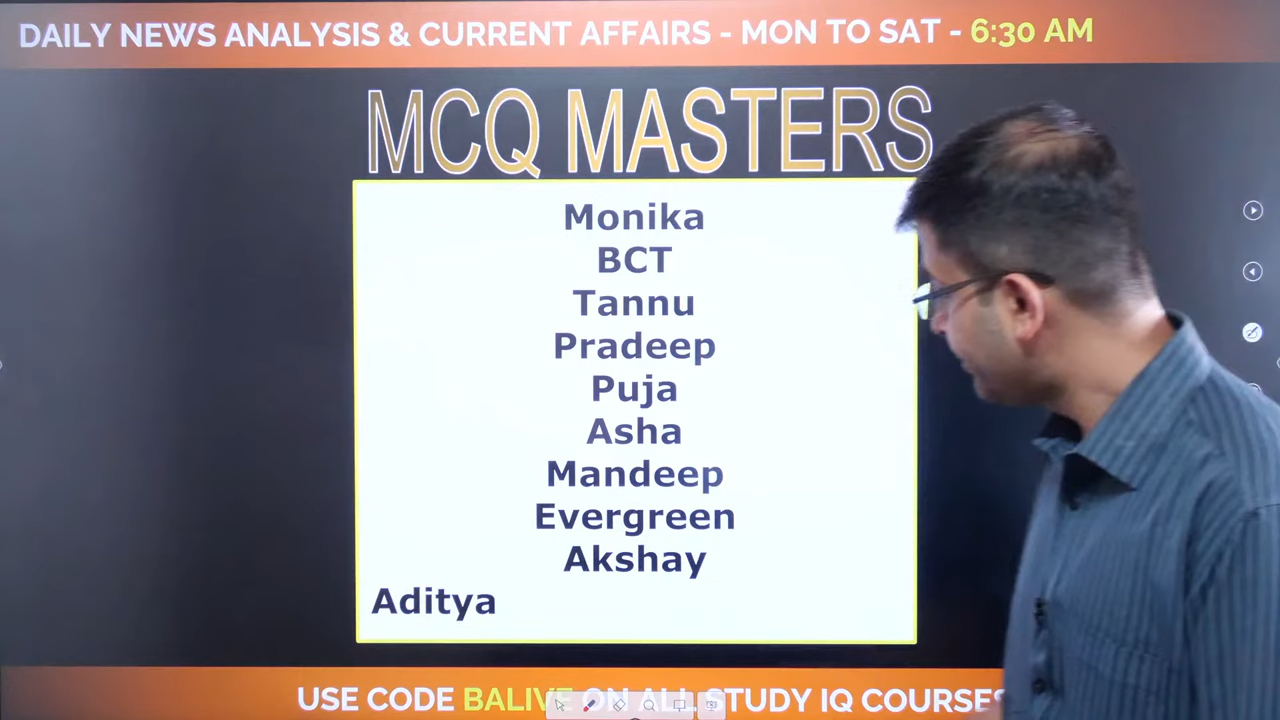 DAILY NEWS ANALYSIS & CURRENT AFFAIRS - MON TO SAT - 6:30 AM
MCQ MASTERS
Monika
BCT
Tannu
Pradeep
Puja
Asha
Mandeep
Evergreen
Akshay
Aditya
USE CODE BALIVE ON ALL STUDY IQ COURSES